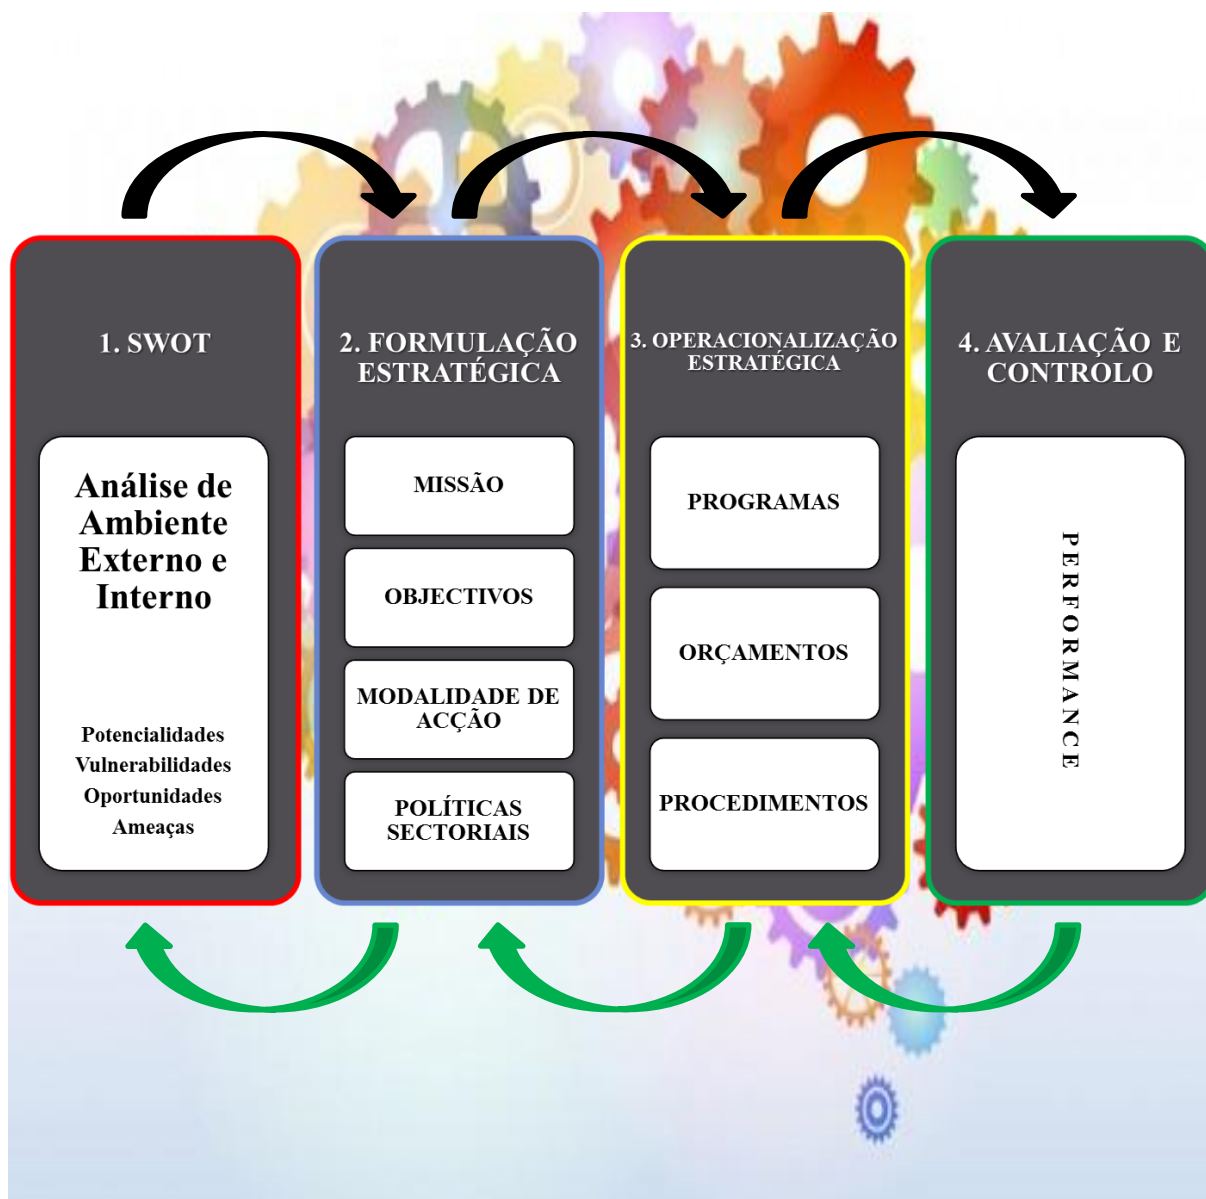 1. SWOT
Análise de
Ambiente
Externo e
Interno
Potencialidades
Vulnerabilidades
Oportunidades
Ameaças
2. FORMULAÇÃO
ESTRATÉGICA
MISSÃO
OBJECTIVOS
MODALIDADE DE
ACÇÃO
POLÍTICAS
SECTORIAIS
3. OPERACIONALIZAÇÃO
ESTRATÉGICA
PROGRAMAS
ORÇAMENTOS
PROCEDIMENTOS
4. AVALIAÇÃO E
CONTROLO
PERFORMANCE